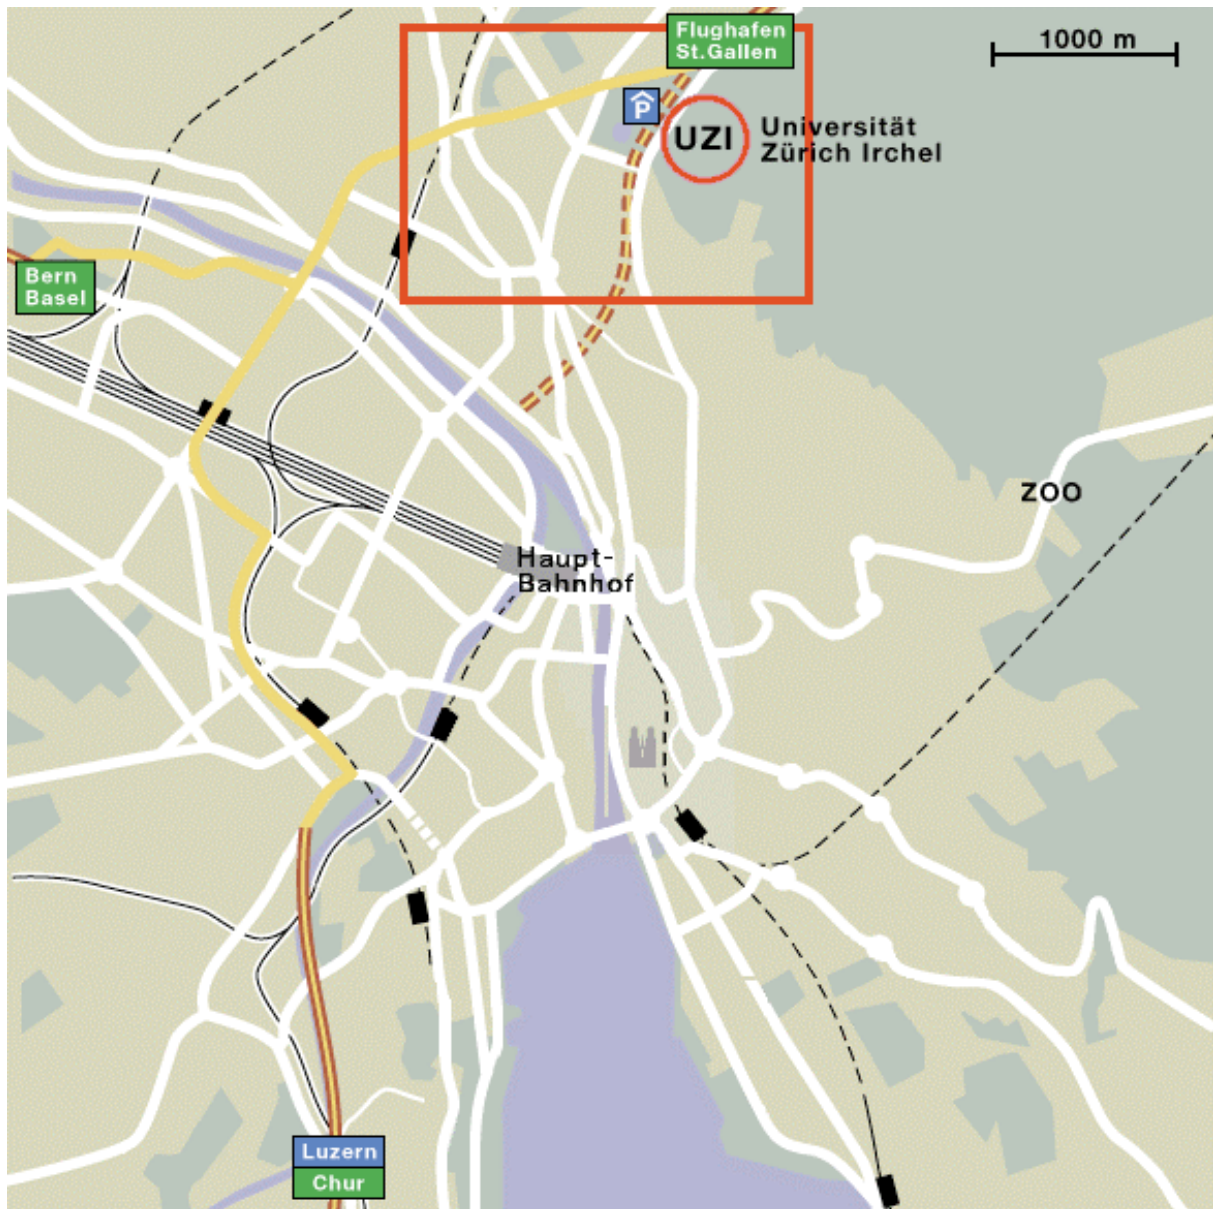 Flughafen
St.Gallen
1000 m
P
UZI
Universität
Zürich Irchel
Bern
Basel
ZOO
Haupt-
Bahnhof
Luzern
Chur